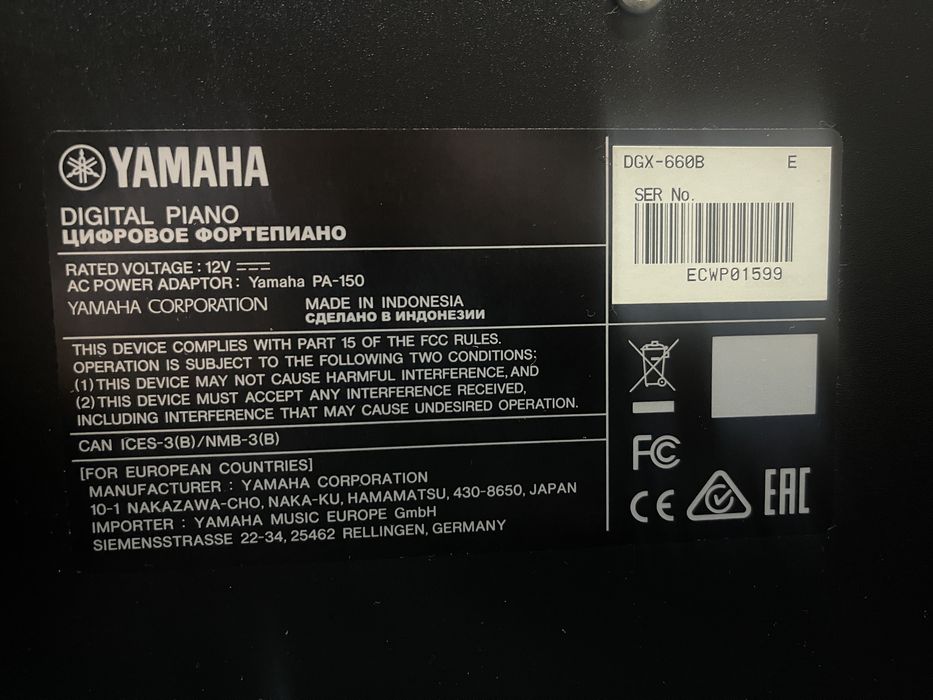 YAMAHA
DIGITAL PIANO
ЦИФРОВОЕ ФОРТЕПИАНО
RATED VOLTAGE : 12V
AC POWER ADAPTOR : Yamaha PA-150
YAMAHA CORPORATION
MADE IN INDONESIA
СДЕЛАНО В ИНДОНЕЗИИ
THIS DEVICE COMPLIES WITH PART 15 OF THE FCC RULES.
OPERATION IS SUBJECT TO THE FOLLOWING TWO CONDITIONS:
(1) THIS DEVICE MAY NOT CAUSE HARMFUL INTERFERENCE, AND
(2) THIS DEVICE MUST ACCEPT ANY INTERFERENCE RECEIVED,
INCLUDING INTERFERENCE THAT MAY CAUSE UNDESIRED OPERATION.
CAN ICES-3(B)/NMB-3(B)
[FOR EUROPEAN COUNTRIES]
MANUFACTURER : YAMAHA CORPORATION
10-1 NAKAZAWA-CHO, NAKA-KU, HAMAMATSU, 430-8650, JAPAN
IMPORTER : YAMAHA MUSIC EUROPE GmbH
SIEMENSSTRASSE 22-34, 25462 RELLINGEN, GERMANY
DGX-660B E
SER No.
ECWP01599
FC
CE EAC